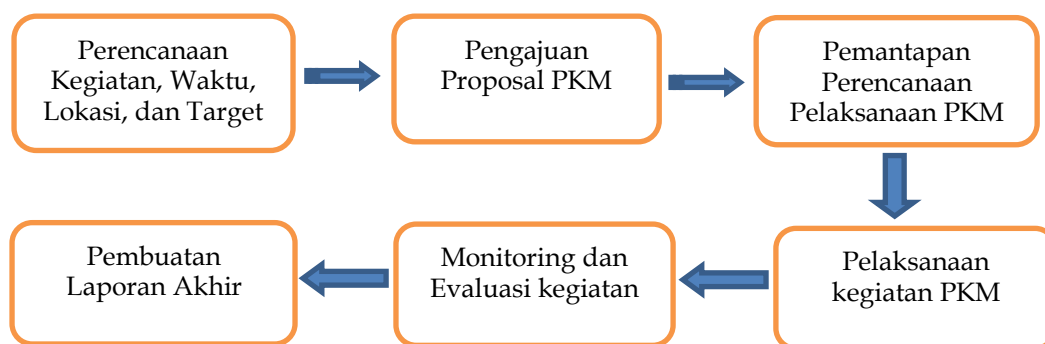 Perencanaan
Kegiatan, Waktu,
Lokasi, dan Target
Pengajuan
Proposal PKM
Pemantapan
Perencanaan
Pelaksanaan PKM
Pelaksanaan
kegiatan PKM
Monitoring dan
Evaluasi kegiatan
Pembuatan
Laporan Akhir